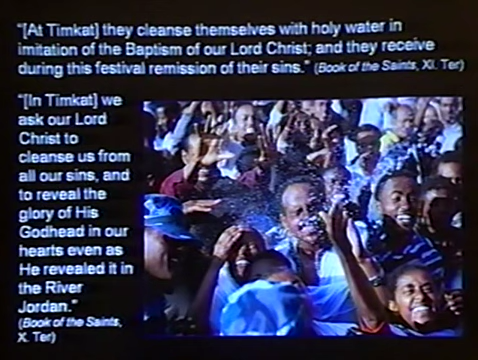 "[At Timkat] they cleanse themselves with holy water in
imitation of the Baptism of our Lord Christ; and they receive
during this festival remission of their sins." (Book of the Saints, XI. Ter)
"[In Timkat] we
ask our Lord
Christ to
cleanse us from
all our sins, and
to reveal the
glory of His
Godhead in our
hearts even as
He revealed it in
the River
Jordan."
(Book of the Saints,
X. Ter)